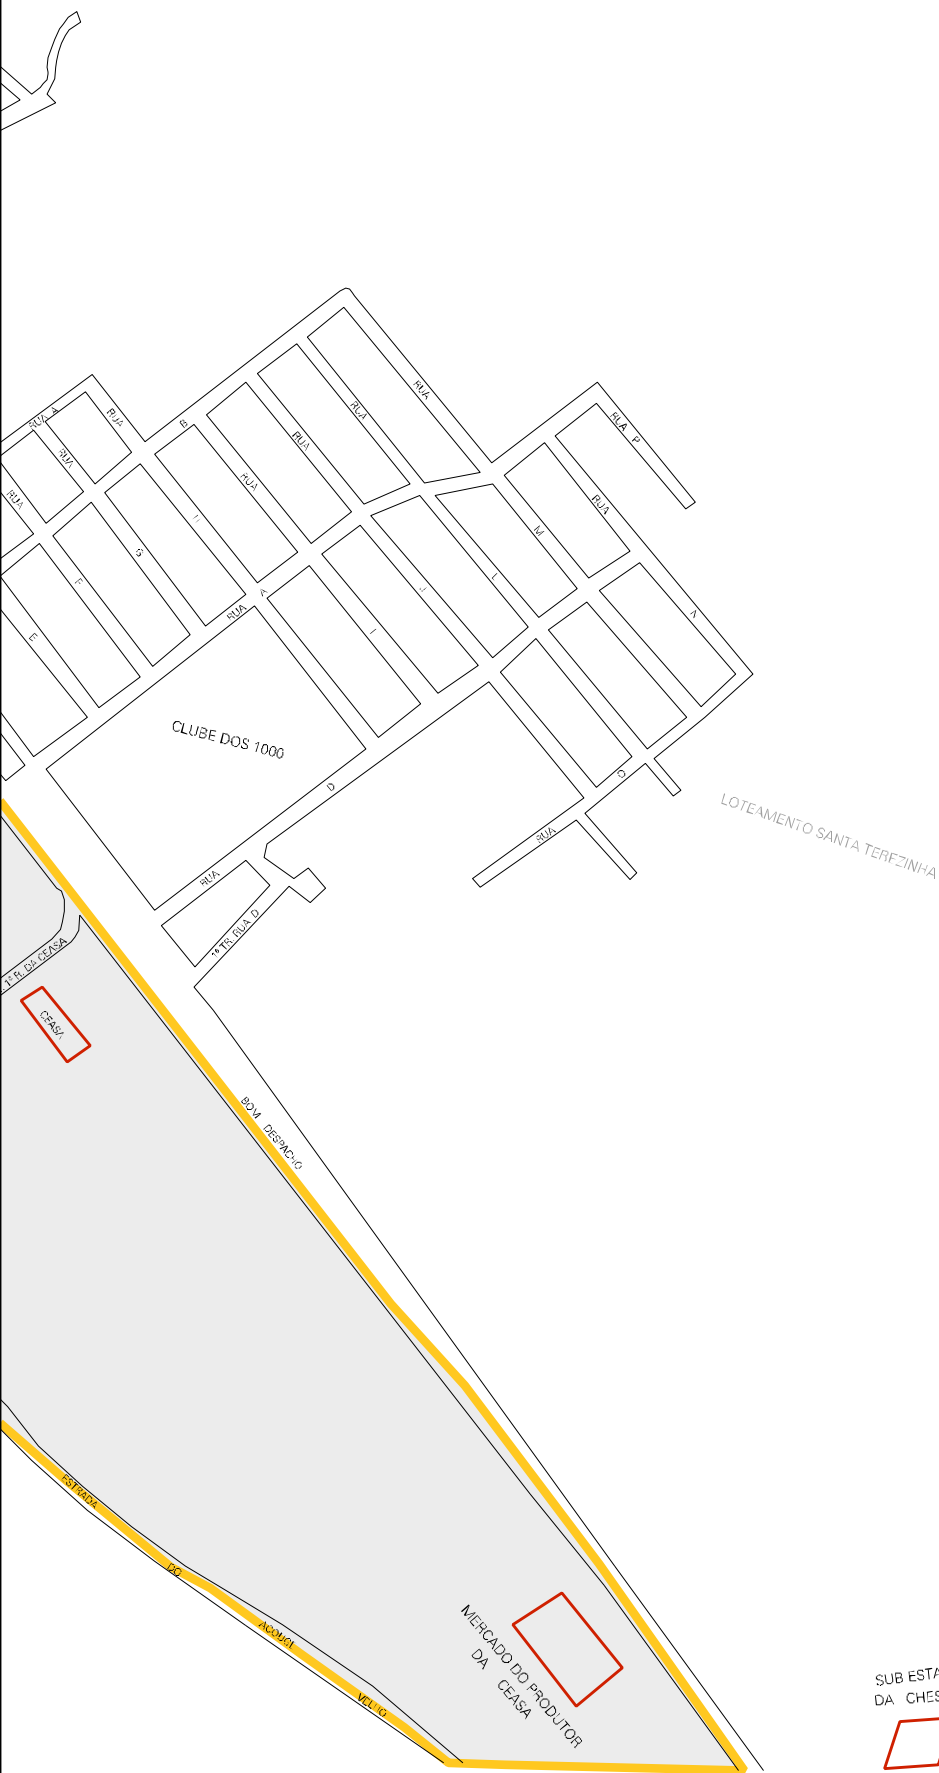 RUA A
RUA
RUA
RUA
B
RUA
RUA
RUA
RUA
RUA P
RUA
E
F
G
H
RUA A
I
J
L
M
A
CLUBE DOS 1000
D
RUA
O
RUA
1ª TR. RUA D
LOTEAMENTO SANTA TEREZINHA
1ª R. DA CEASA
CEASA
BOM DESPACHO
ESTRADA DO VELHO
MERCADO DO PRODUTOR
DA CEASA
SUB ESTA
DA CHES